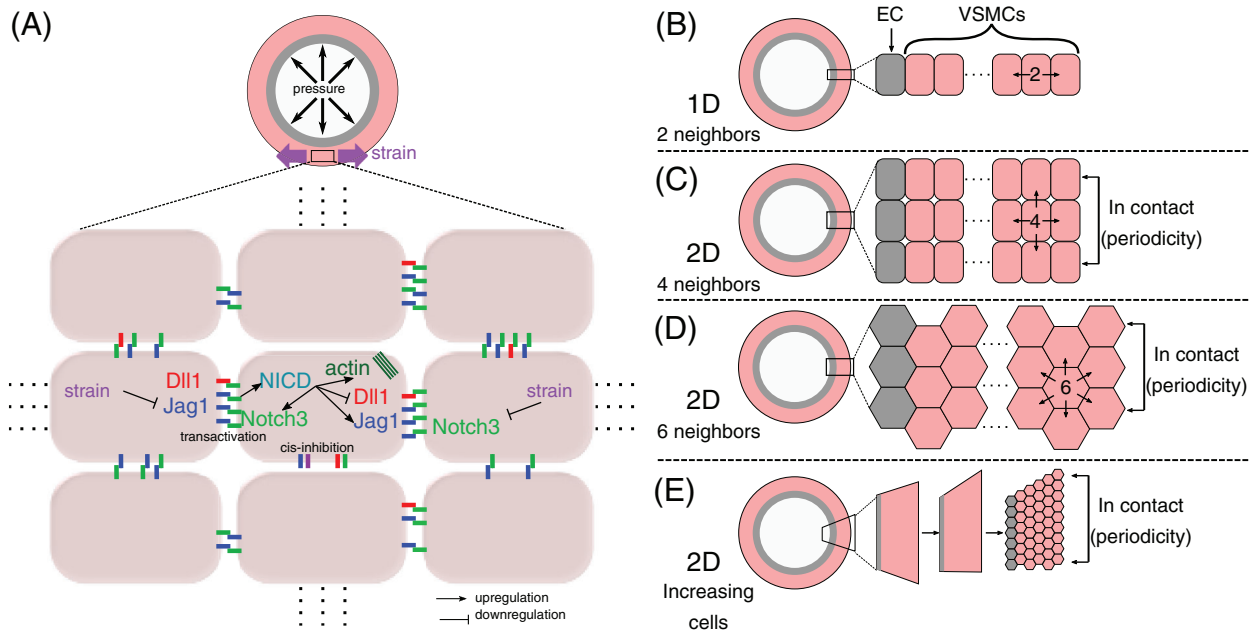 (A)
pressure
strain
strain
Dll1
Jag1
transactivation
NICD
Notch3
actin
Dll1
Jag1
cis-inhibition
strain
Notch3
upregulation
downregulation
(B)
EC
VSMCs
2
1D
2 neighbors
(C)
4
2D
4 neighbors
In contact
(periodicity)
(D)
6
2D
6 neighbors
In contact
(periodicity)
(E)
2D
Increasing
cells
In contact
(periodicity)